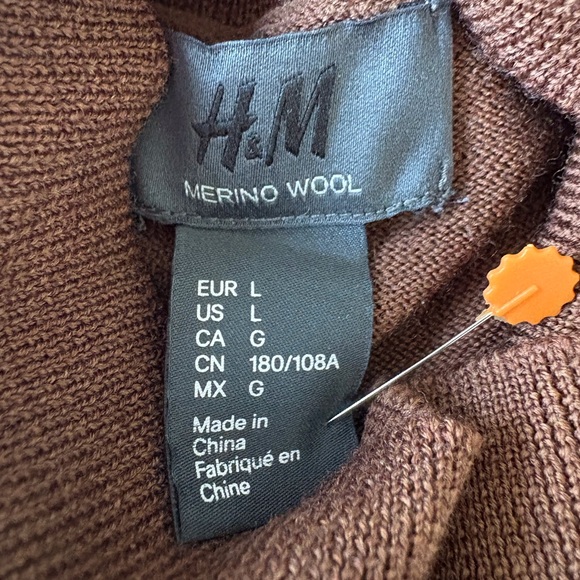 H&M
MERINO WOOL
EUR L
US L
CA G
CN 180/108A
MX G
Made in
China
Fabriqué en
Chine